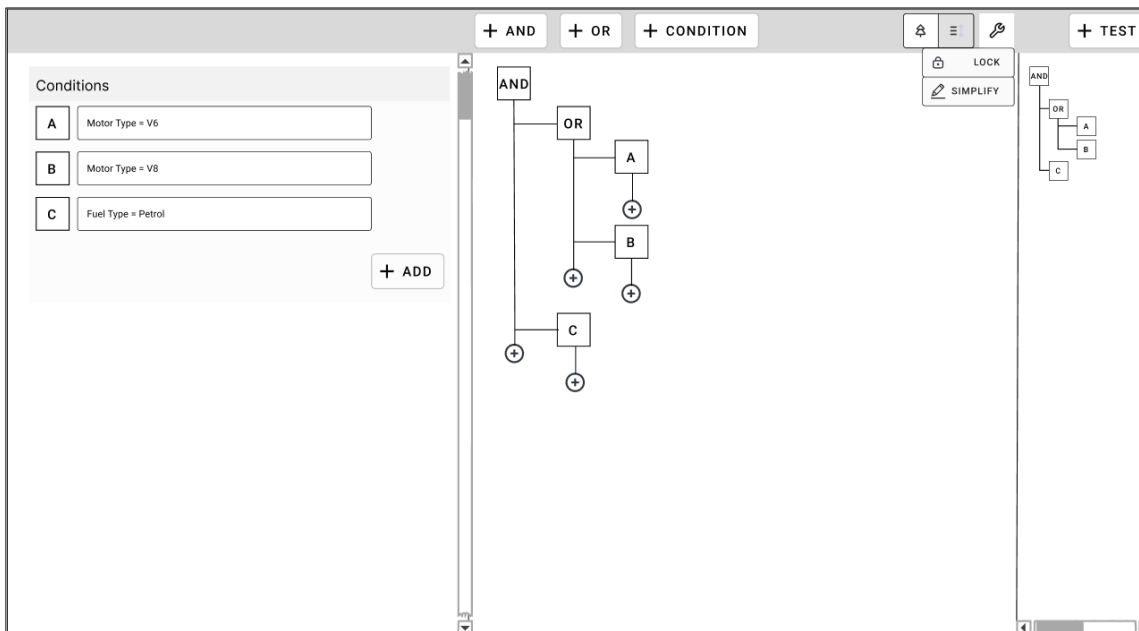 + AND
+ OR
+ CONDITION
+ TEST
LOCK
SIMPLIFY
Conditions
A
Motor Type = V6
B
Motor Type = V8
C
Fuel Type = Petrol
+ ADD
AND
OR
A
B
C
AND
OR
A
B
C